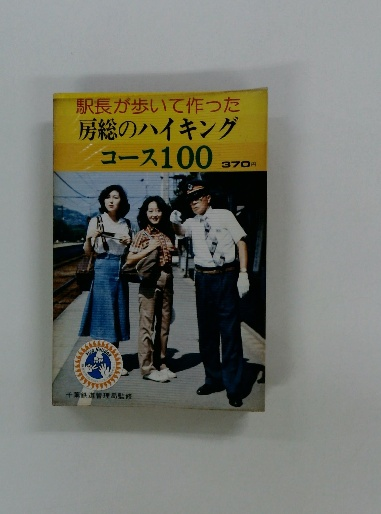 駅長が歩いて作った
房総のハイキング
コース100
370円
千葉鉄道管理局監修